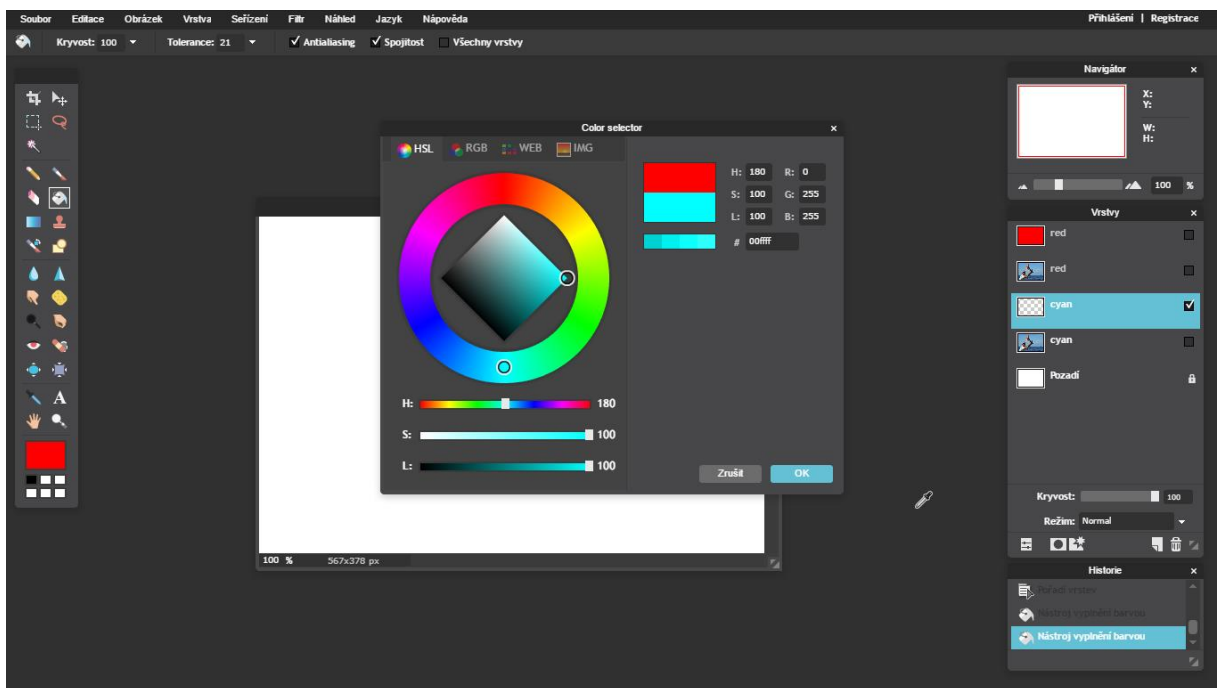 Soubor Editace Obrázek Vrstva Seřízení Filtr Náhled Jazyk Nápověda Přihlášení | Registrace
Kryvost: 100 Tolerance: 21 Antialiasing Spojitost Všechny vrstvy
Navigátor x
X:
Y:
W:
H:
100 %
Color selector x
HSL RGB WEB IMG
H: 180 R: 0
S: 100 G: 255
L: 100 B: 255
# 00ffff
H: 180
S: 100
L: 100
Zrušit OK
100 % 567x378 px
Vrstvy x
red
red
cyan
cyan
Pozadí
Kryvost: 100
Režim: Normal
Historie x
Pořadí vrstev
Nástroj vyplnění barvou
Nástroj vyplnění barvou
A